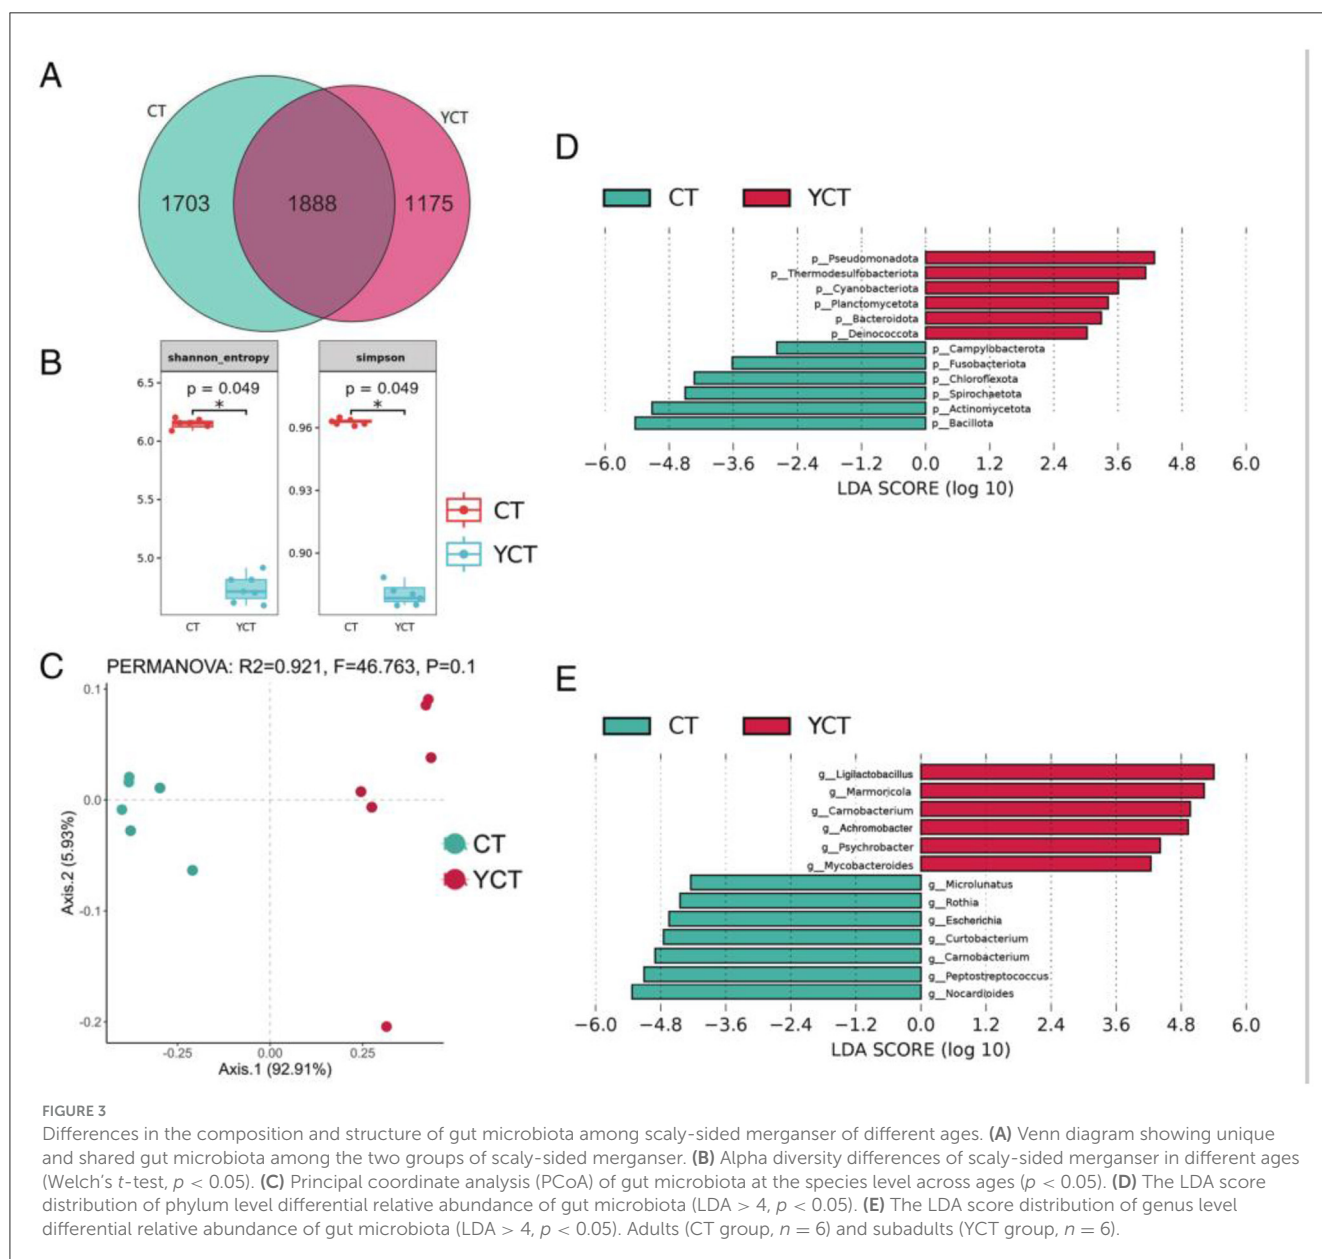 A
CT
YCT
1703
1888
1175
B
shannon_entropy
simpson
p = 0.049
p = 0.049
*
*
6.5
6.0
5.5
5.0
0.96
0.93
0.90
CT
YCT
CT
YCT
CT
YCT
C
PERMANOVA: R2=0.921, F=46.763, P=0.1
0.1
0.0
-0.1
-0.2
Axis.2 (5.93%)
-0.25
0.00
0.25
Axis.1 (92.91%)
CT
YCT
D
CT
YCT
p__Pseudomonadota
p__Thermodesulfobacteriota
p__Cyanobacteriota
p__Planctomycetota
p__Bacteroidota
p__Deinococcota
p__Campylobacterota
p__Fusobacteriota
p__Chloroflexota
p__Spirochaetota
p__Actinomycetota
p__Bacillota
−6.0 −4.8 −3.6 −2.4 −1.2 0.0 1.2 2.4 3.6 4.8 6.0
LDA SCORE (log 10)
E
CT
YCT
g__Ligilactobacillus
g__Marmoricola
g__Carnobacterium
g__Achromobacter
g__Psychrobacter
g__Mycobacteroides
g__Microlunatus
g__Rothia
g__Escherichia
g__Curtobacterium
g__Carnobacterium
g__Peptostreptococcus
g__Nocardioides
−6.0 −4.8 −3.6 −2.4 −1.2 0.0 1.2 2.4 3.6 4.8 6.0
LDA SCORE (log 10)
FIGURE 3
Differences in the composition and structure of gut microbiota among scaly-sided merganser of different ages. (A) Venn diagram showing unique
and shared gut microbiota among the two groups of scaly-sided merganser. (B) Alpha diversity differences of scaly-sided merganser in different ages
(Welch's t-test, p < 0.05). (C) Principal coordinate analysis (PCoA) of gut microbiota at the species level across ages (p < 0.05). (D) The LDA score
distribution of phylum level differential relative abundance of gut microbiota (LDA > 4, p < 0.05). (E) The LDA score distribution of genus level
differential relative abundance of gut microbiota (LDA > 4, p < 0.05). Adults (CT group, n = 6) and subadults (YCT group, n = 6).